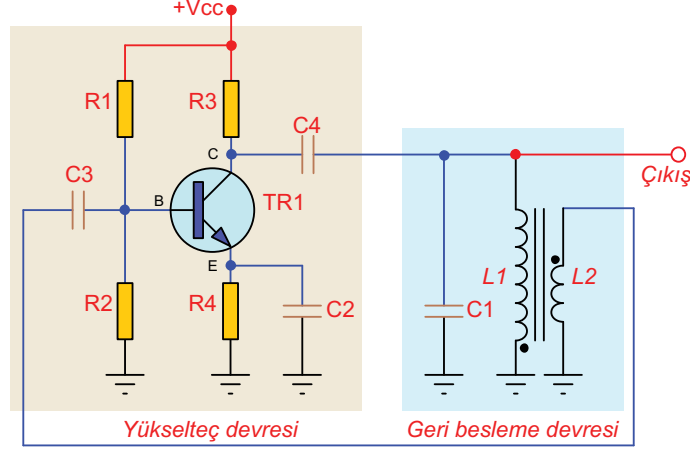 +Vcc
R1
R3
C4
C
C3
B
TR1
Çıkış
E
L1
L2
R2
R4
C2
C1
Yükselteç devresi
Geri besleme devresi